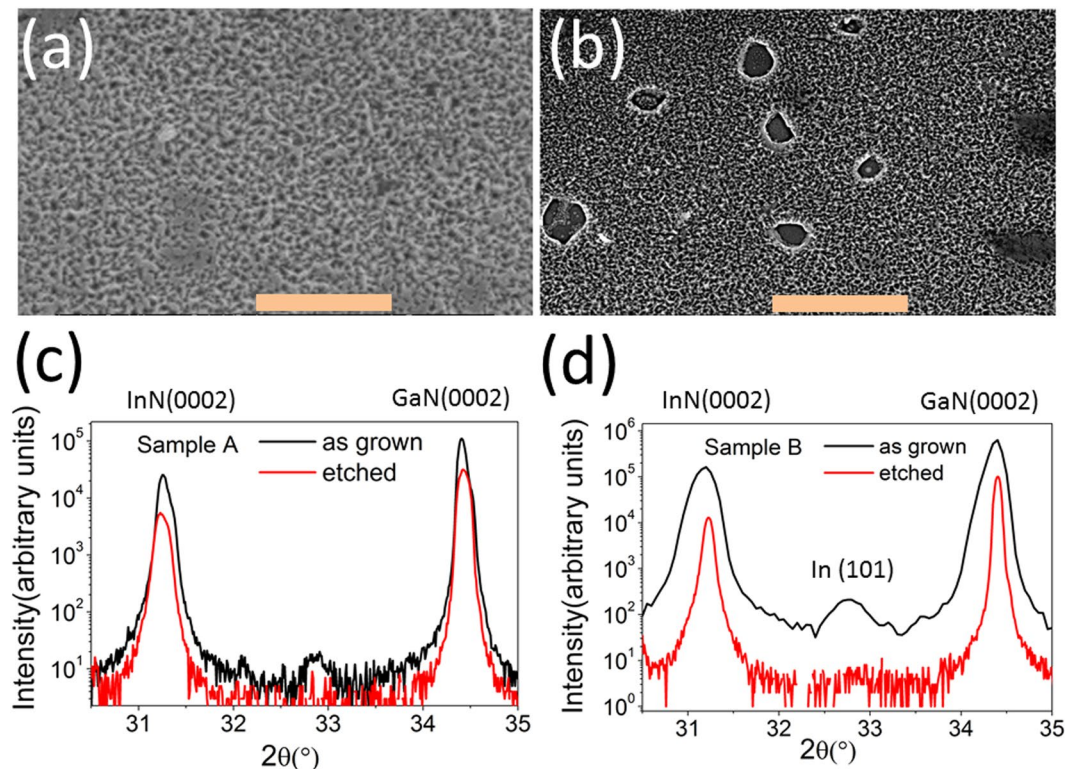 (a)
(b)
(c)
InN(0002)
GaN(0002)
Sample A
as grown
etched
Intensity(arbitrary units)
10⁵
10⁴
10³
10²
10¹
31
32
33
34
35
2θ(°)
(d)
InN(0002)
GaN(0002)
Sample B
as grown
etched
In (101)
Intensity(arbitrary units)
10⁶
10⁵
10⁴
10³
10²
10¹
10⁰
31
32
33
34
35
2θ(°)